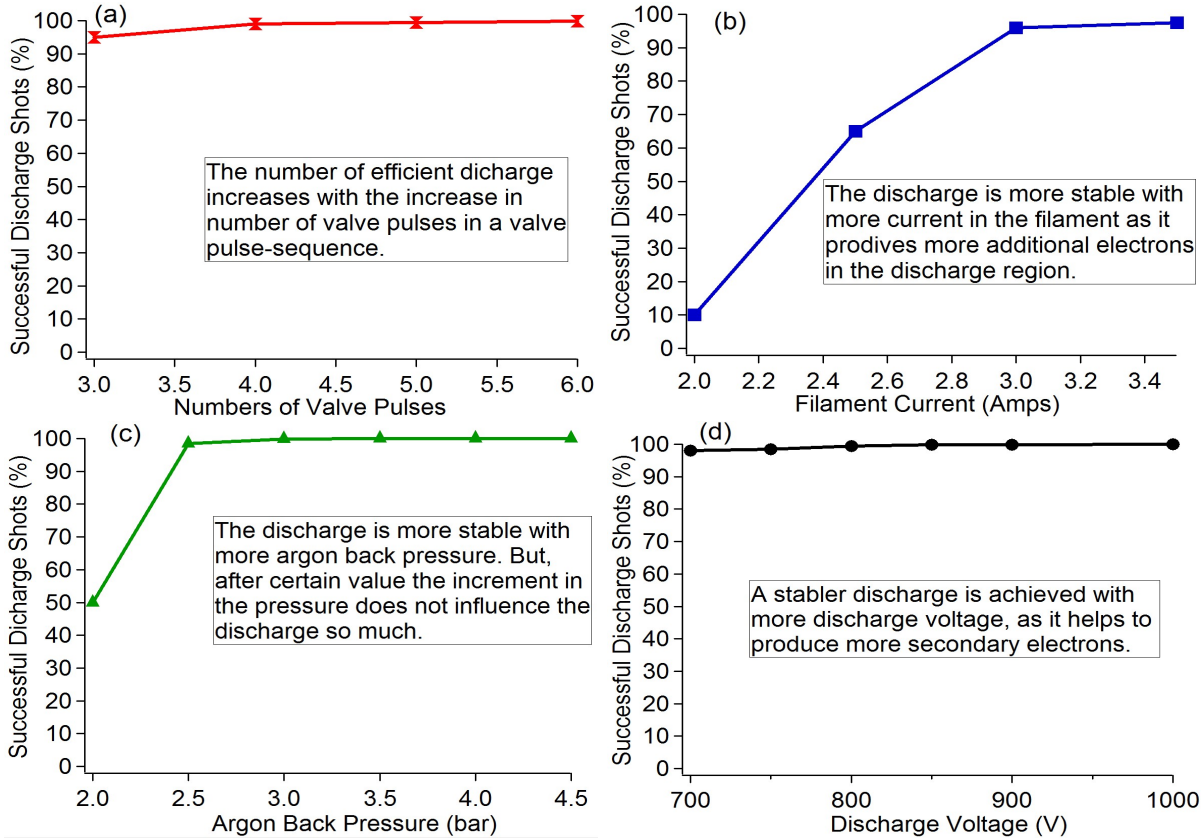 (a)
Successful Discharge Shots (%)
100
90
80
70
60
50
40
30
20
10
0
The number of efficient dicharge
increases with the increase in
number of valve pulses in a valve
pulse-sequence.
3.0 3.5 4.0 4.5 5.0 5.5 6.0
Numbers of Valve Pulses
(b)
Successful Discharge Shots (%)
100
90
80
70
60
50
40
30
20
10
0
The discharge is more stable with
more current in the filament as it
prodives more additional electrons
in the discharge region.
2.0 2.4 2.6 2.8 3.0 3.2 3.4
Filament Current (Amps)
(c)
Successful Dicharge Shots (%)
100
90
80
70
60
50
40
30
20
10
0
The discharge is more stable with
more argon back pressure. But,
after certain value the increment in
the pressure does not influence the
discharge so much.
2.0 2.5 3.0 3.5 4.0 4.5
Argon Back Pressure (bar)
(d)
Successful Discharge Shots (%)
100
90
80
70
60
50
40
30
20
10
0
A stabler discharge is achieved with
more discharge voltage, as it helps to
produce more secondary electrons.
700 800 900 1000
Discharge Voltage (V)